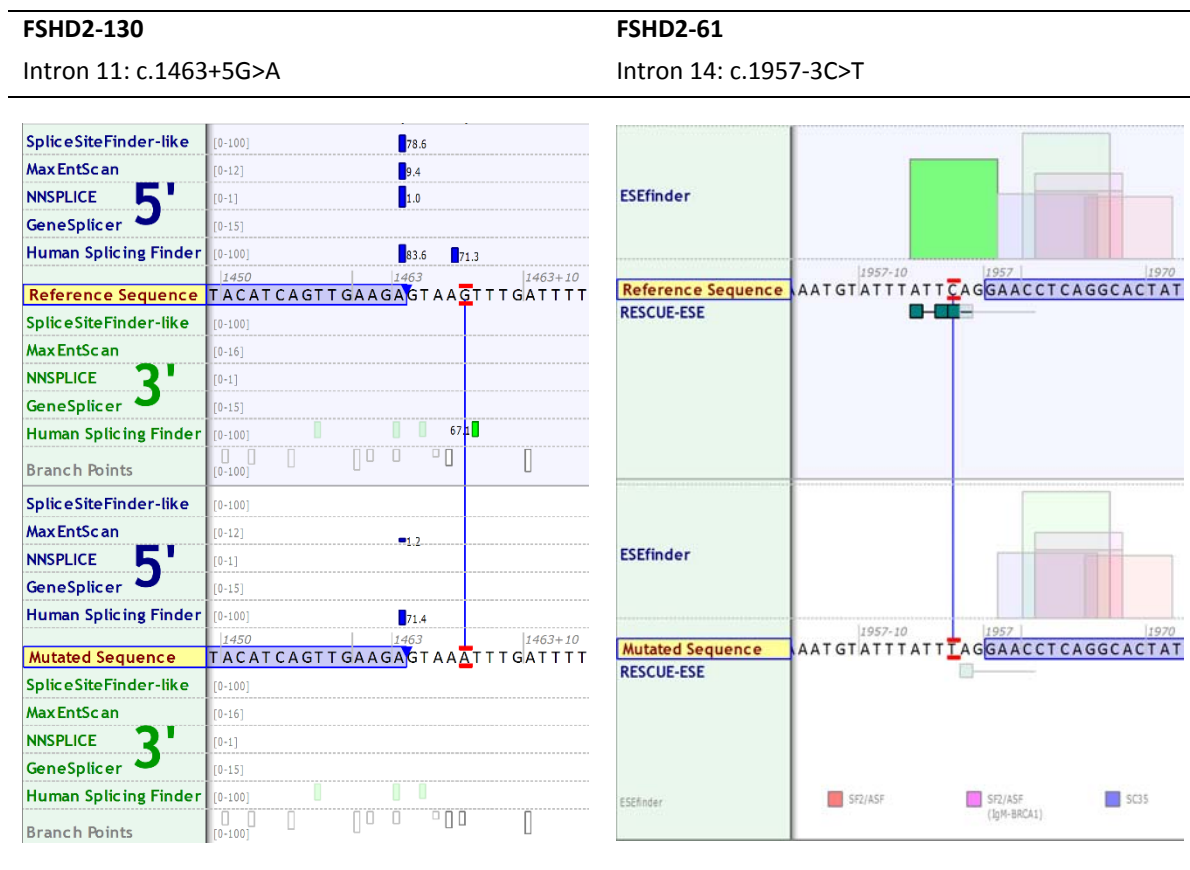 FSHD2-130
Intron 11: c.1463+5G>A
SpliceSiteFinder-like [0-100] 78.6
MaxEntScan [0-12] 9.4
NNSPLICE [0-1] 1.0
GeneSplicer [0-15]
Human Splicing Finder [0-100] 83.6 71.3
5'
1450 1463 1463+10
Reference Sequence TACATCAGTTGAAGAGTAAGTTTGATTTT
SpliceSiteFinder-like [0-100]
MaxEntScan [0-16]
NNSPLICE [0-1]
GeneSplicer [0-15]
Human Splicing Finder [0-100] 67.1
3'
Branch Points [0-100]
SpliceSiteFinder-like [0-100]
MaxEntScan [0-12] 1.2
NNSPLICE [0-1]
GeneSplicer [0-15]
Human Splicing Finder [0-100] 71.4
5'
1450 1463 1463+10
Mutated Sequence TACATCAGTTGAAGAGTAAATTTGATTTT
SpliceSiteFinder-like [0-100]
MaxEntScan [0-16]
NNSPLICE [0-1]
GeneSplicer [0-15]
Human Splicing Finder [0-100]
3'
Branch Points [0-100]
FSHD2-61
Intron 14: c.1957-3C>T
ESEfinder
1957-10 1957 1970
Reference Sequence AATGTATTTATTCAGGAACCTCAGGCACTAT
RESCUE-ESE
ESEfinder
1957-10 1957 1970
Mutated Sequence AATGTATTTATTTAGGAACCTCAGGCACTAT
RESCUE-ESE
ESEfinder SF2/ASF SF2/ASF SC35
(IgM-BRCA1)